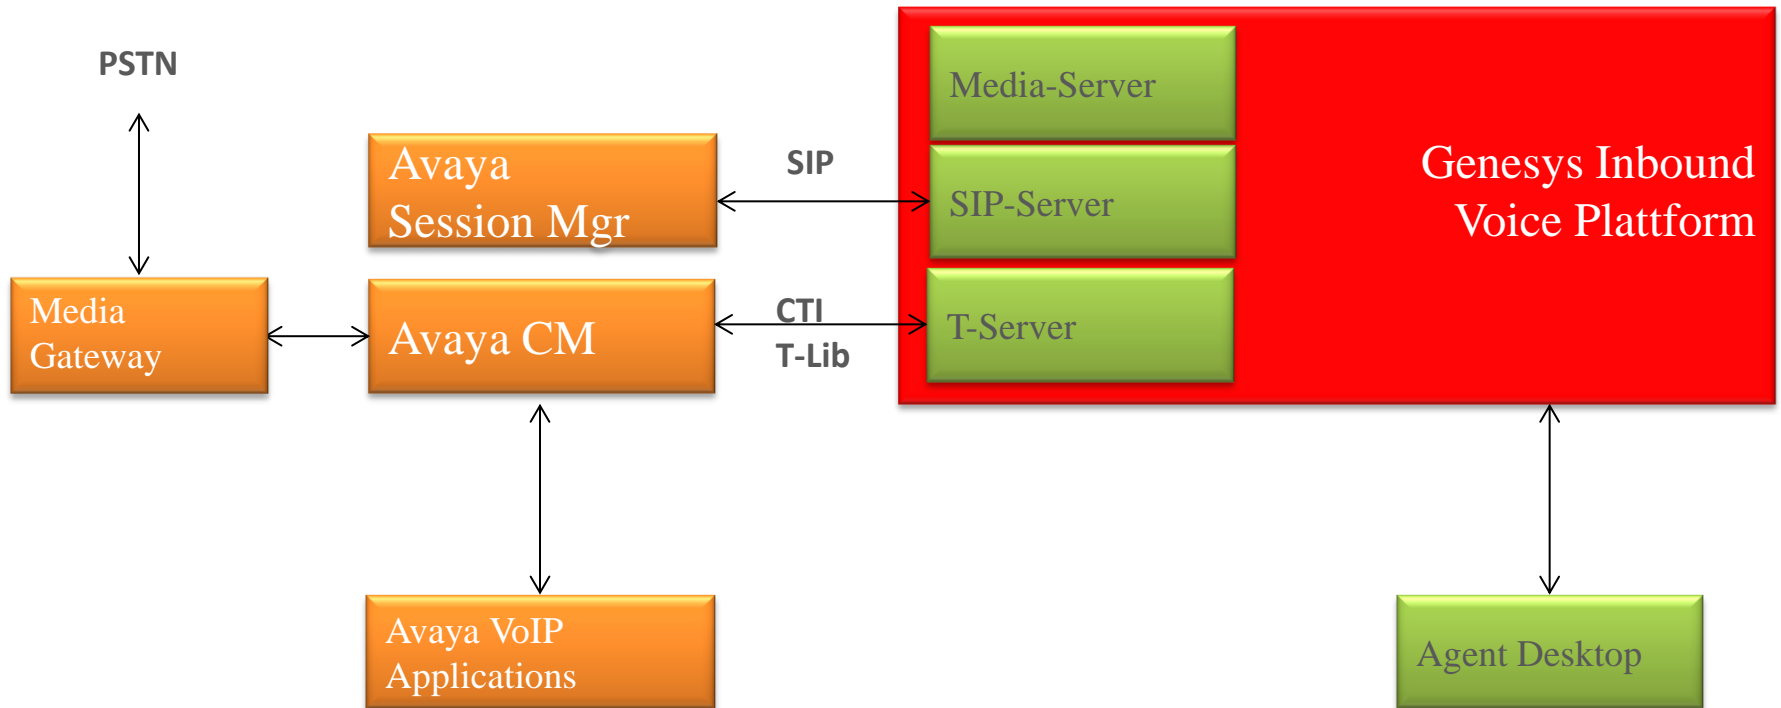 PSTN
Avaya
Session Mgr
SIP
Media-Server
SIP-Server
T-Server
Genesys Inbound
Voice Plattform
Media
Gateway
Avaya CM
CTI
T-Lib
Avaya VoIP
Applications
Agent Desktop